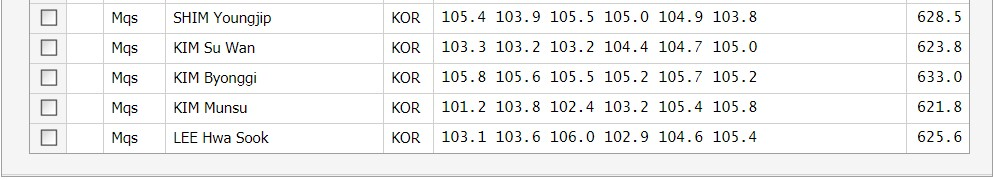 Mqs SHIM Youngjip KOR 105.4 103.9 105.5 105.0 104.9 103.8 628.5
Mqs KIM Su Wan KOR 103.3 103.2 103.2 104.4 104.7 105.0 623.8
Mqs KIM Byonggi KOR 105.8 105.6 105.5 105.2 105.7 105.2 633.0
Mqs KIM Munsu KOR 101.2 103.8 102.4 103.2 105.4 105.8 621.8
Mqs LEE Hwa Sook KOR 103.1 103.6 106.0 102.9 104.6 105.4 625.6